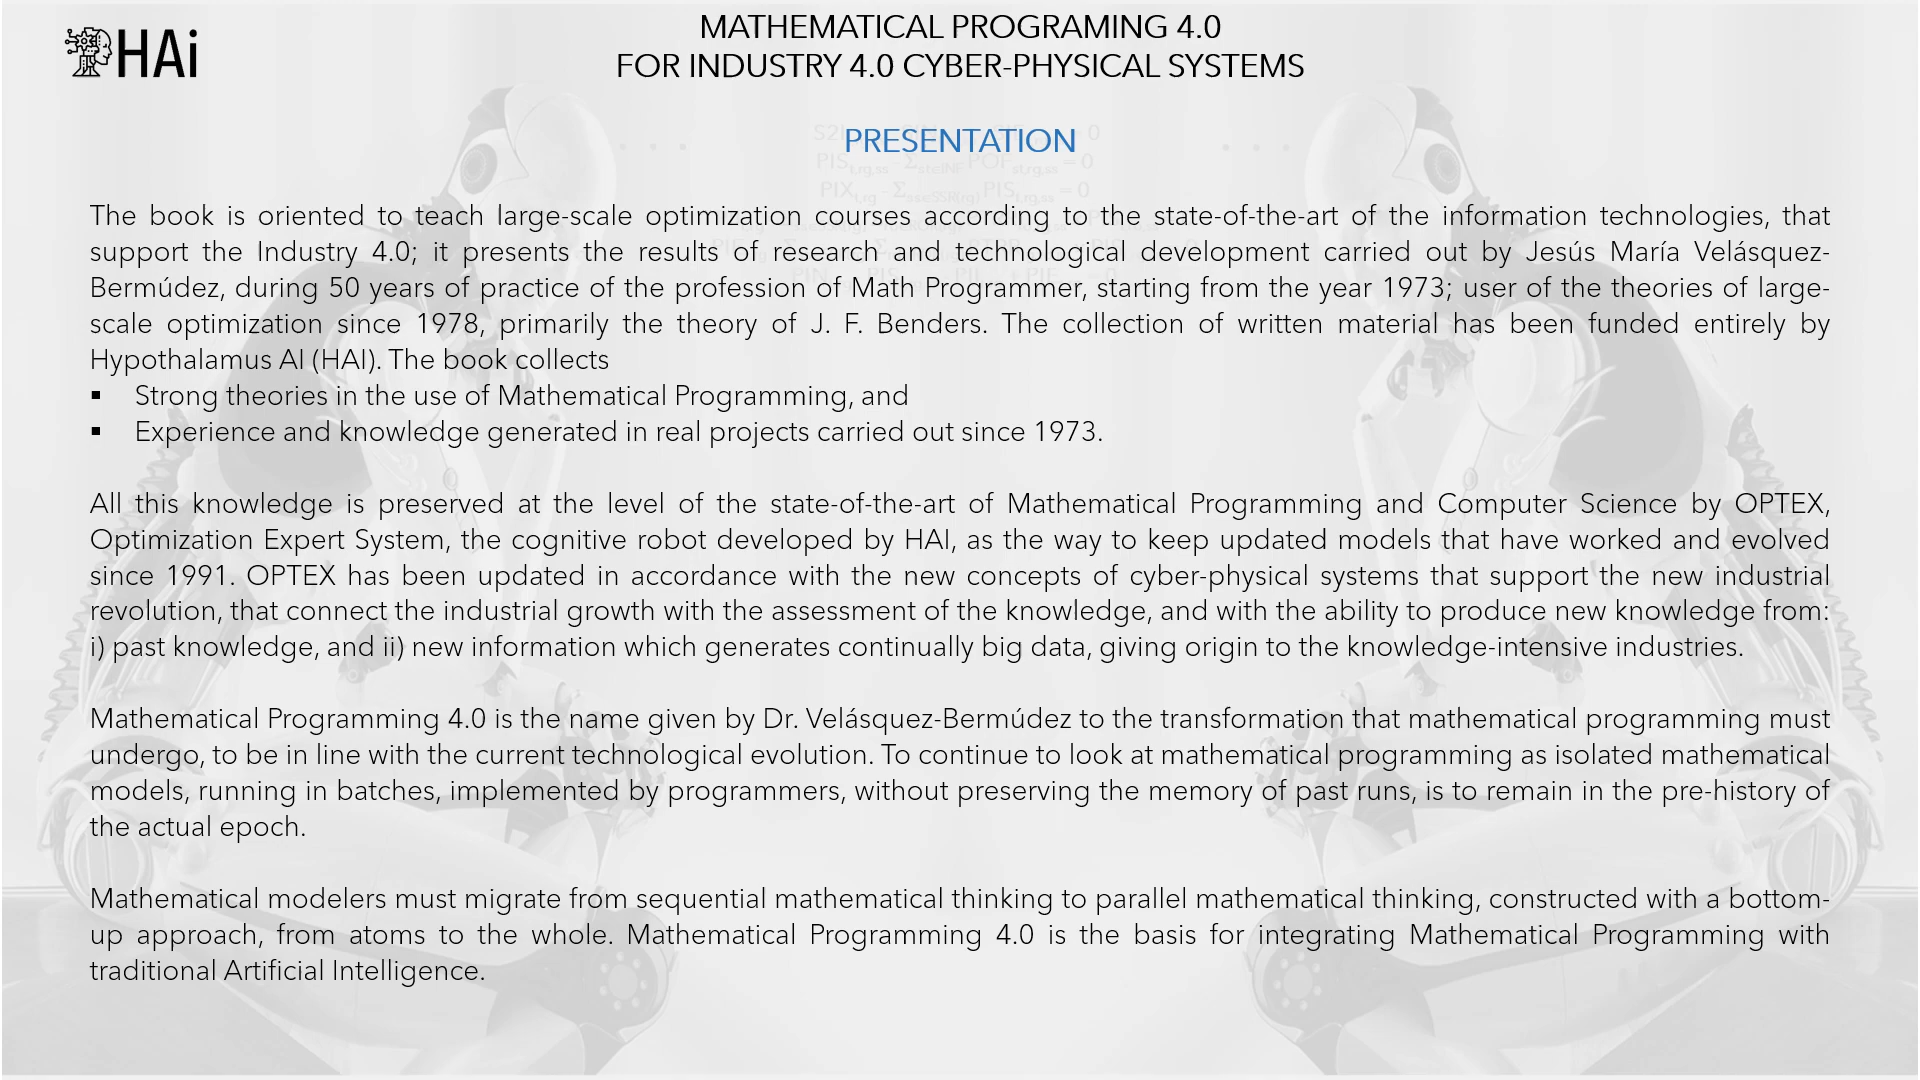 HAi
MATHEMATICAL PROGRAMING 4.0
FOR INDUSTRY 4.0 CYBER-PHYSICAL SYSTEMS
PRESENTATION
The book is oriented to teach large-scale optimization courses according to the state-of-the-art of the information technologies, that
support the Industry 4.0; it presents the results of research and technological development carried out by Jesús María Velásquez-
Bermúdez, during 50 years of practice of the profession of Math Programmer, starting from the year 1973; user of the theories of large-
scale optimization since 1978, primarily the theory of J. F. Benders. The collection of written material has been funded entirely by
Hypothalamus AI (HAI). The book collects
▪ Strong theories in the use of Mathematical Programming, and
▪ Experience and knowledge generated in real projects carried out since 1973.
All this knowledge is preserved at the level of the state-of-the-art of Mathematical Programming and Computer Science by OPTEX,
Optimization Expert System, the cognitive robot developed by HAI, as the way to keep updated models that have worked and evolved
since 1991. OPTEX has been updated in accordance with the new concepts of cyber-physical systems that support the new industrial
revolution, that connect the industrial growth with the assessment of the knowledge, and with the ability to produce new knowledge from:
i) past knowledge, and ii) new information which generates continually big data, giving origin to the knowledge-intensive industries.
Mathematical Programming 4.0 is the name given by Dr. Velásquez-Bermúdez to the transformation that mathematical programming must
undergo, to be in line with the current technological evolution. To continue to look at mathematical programming as isolated mathematical
models, running in batches, implemented by programmers, without preserving the memory of past runs, is to remain in the pre-history of
the actual epoch.
Mathematical modelers must migrate from sequential mathematical thinking to parallel mathematical thinking, constructed with a bottom-
up approach, from atoms to the whole. Mathematical Programming 4.0 is the basis for integrating Mathematical Programming with
traditional Artificial Intelligence.